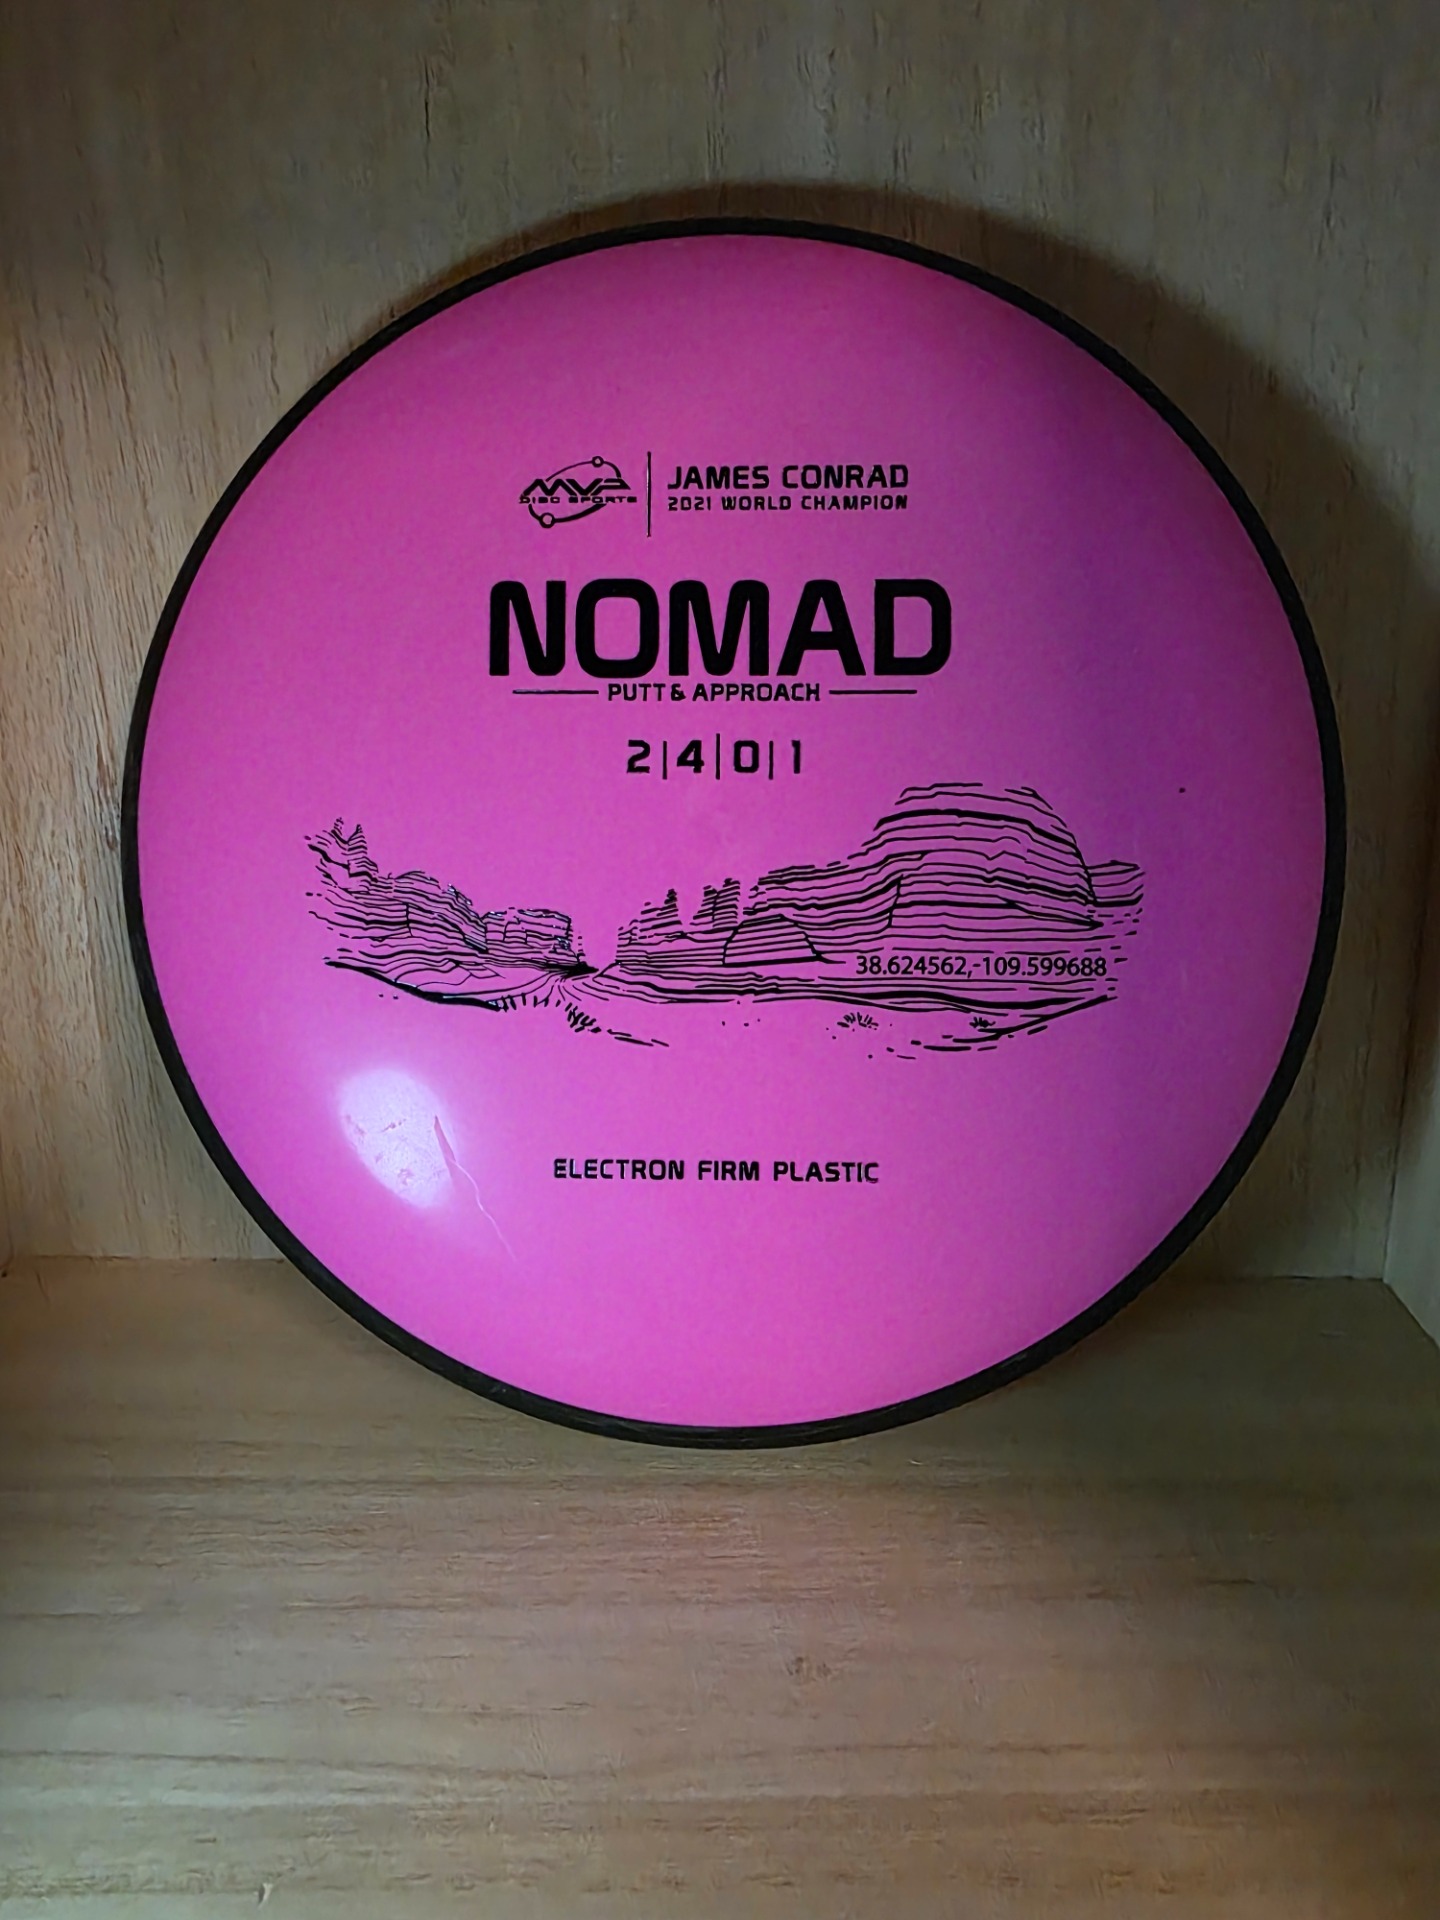 MVP
DISC SPORTS
JAMES CONRAD
2021 WORLD CHAMPION
NOMAD
PUTT & APPROACH
2|4|0|1
38.624562,-109.599688
ELECTRON FIRM PLASTIC